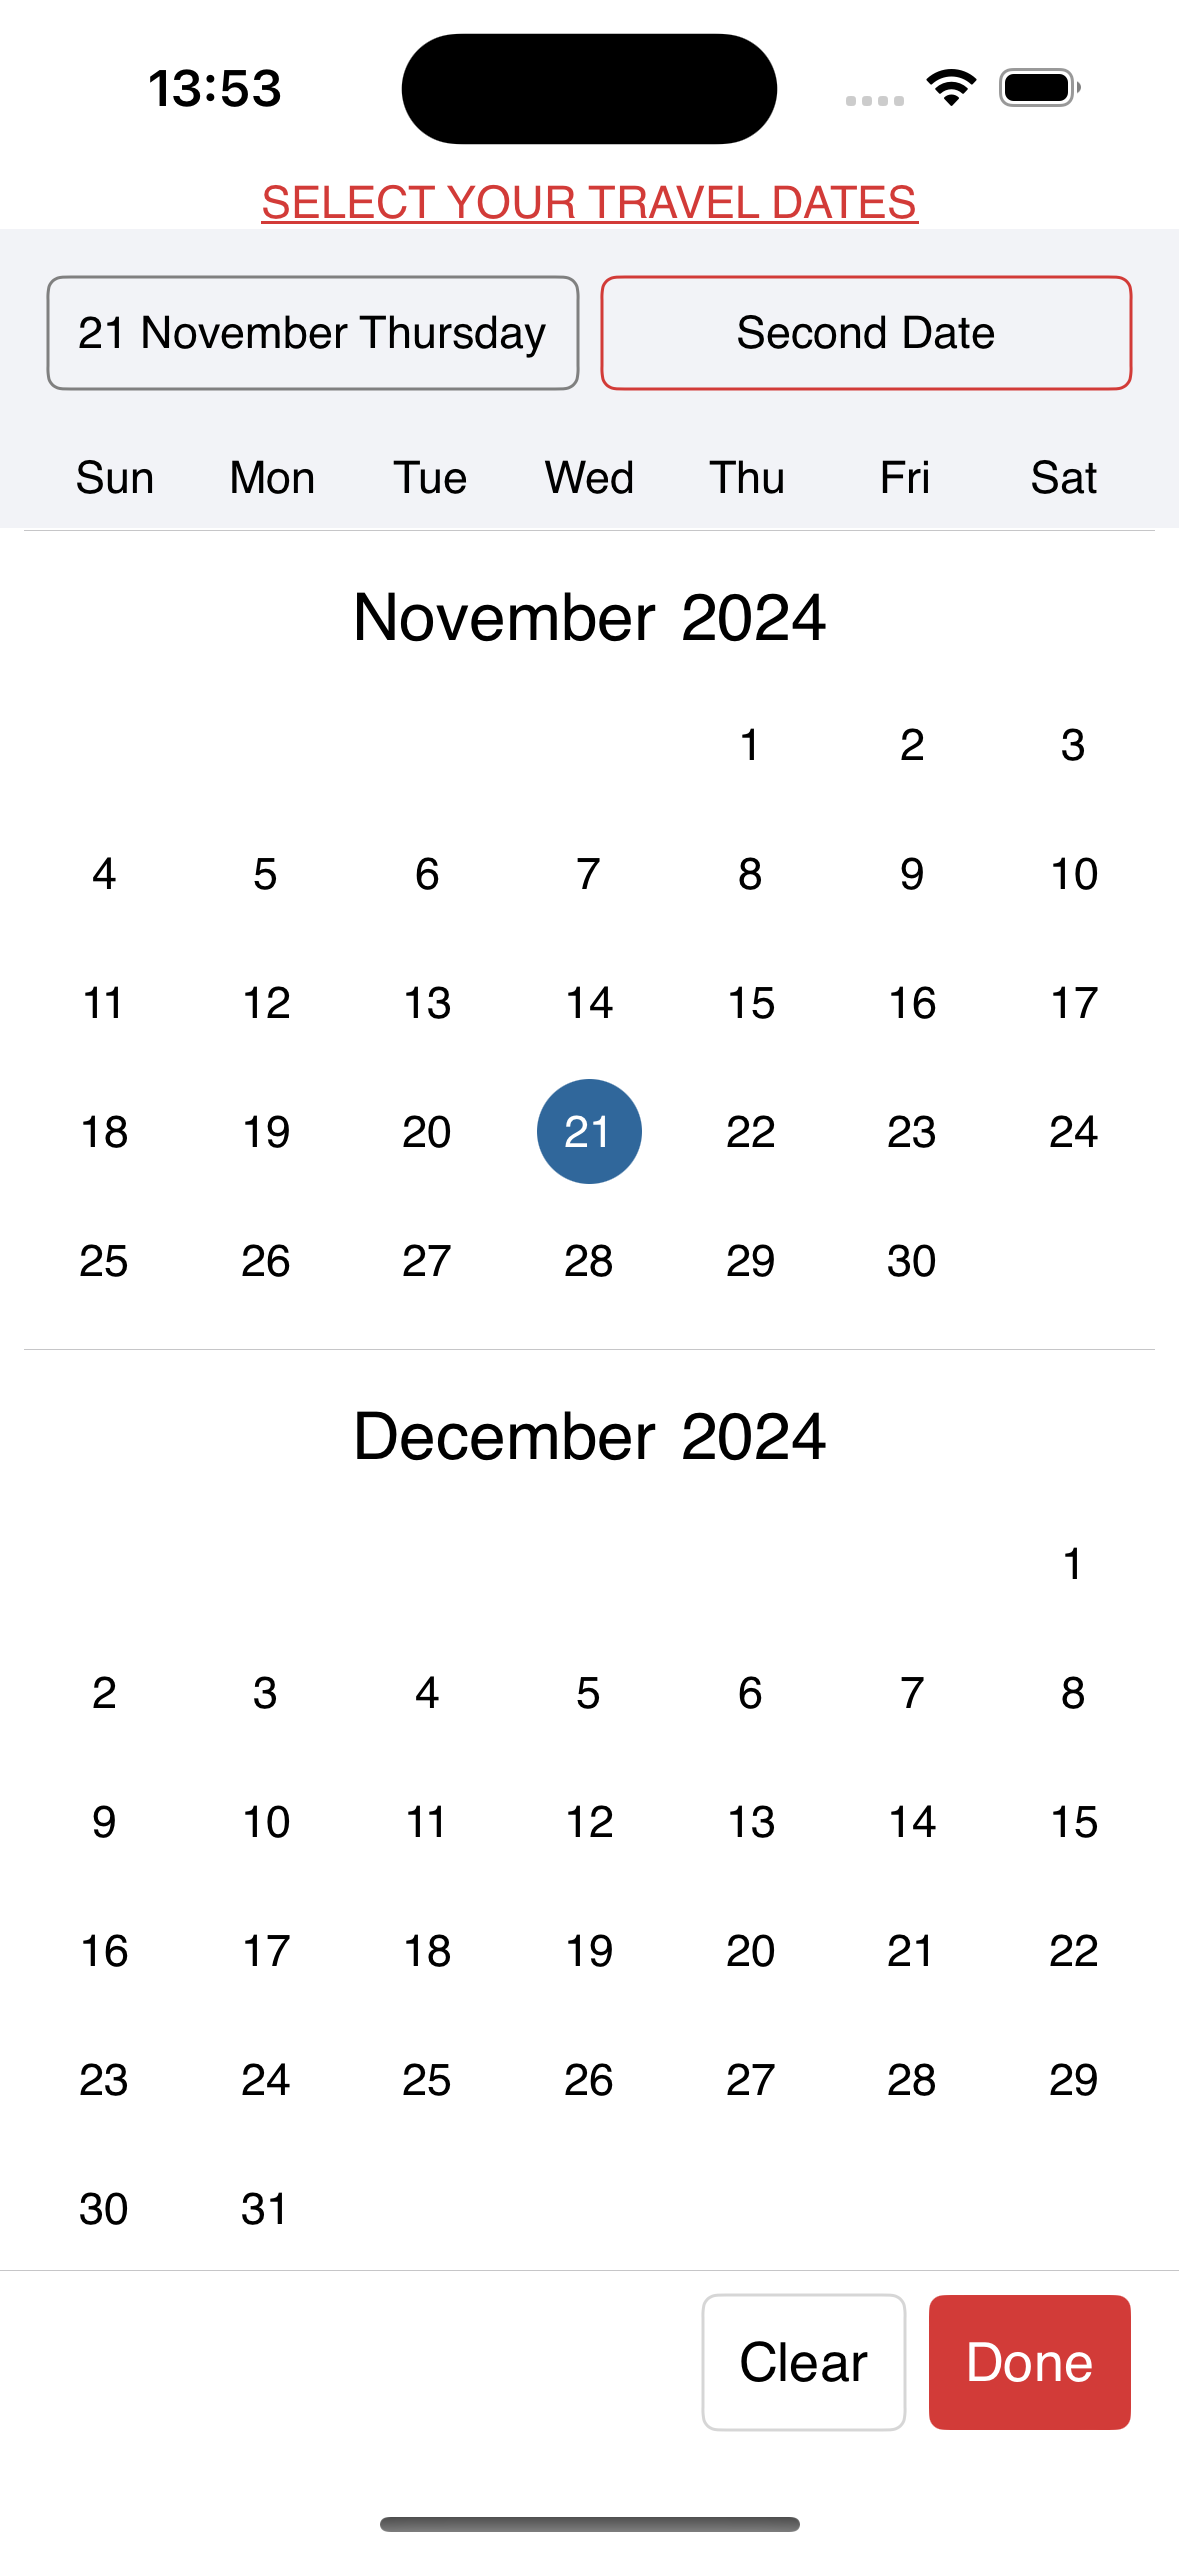 13:53
SELECT YOUR TRAVEL DATES
21 November Thursday Second Date
Sun Mon Tue Wed Thu Fri Sat
November 2024
1 2 3
4 5 6 7 8 9 10
11 12 13 14 15 16 17
18 19 20 21 22 23 24
25 26 27 28 29 30
December 2024
1
2 3 4 5 6 7 8
9 10 11 12 13 14 15
16 17 18 19 20 21 22
23 24 25 26 27 28 29
30 31
Clear Done